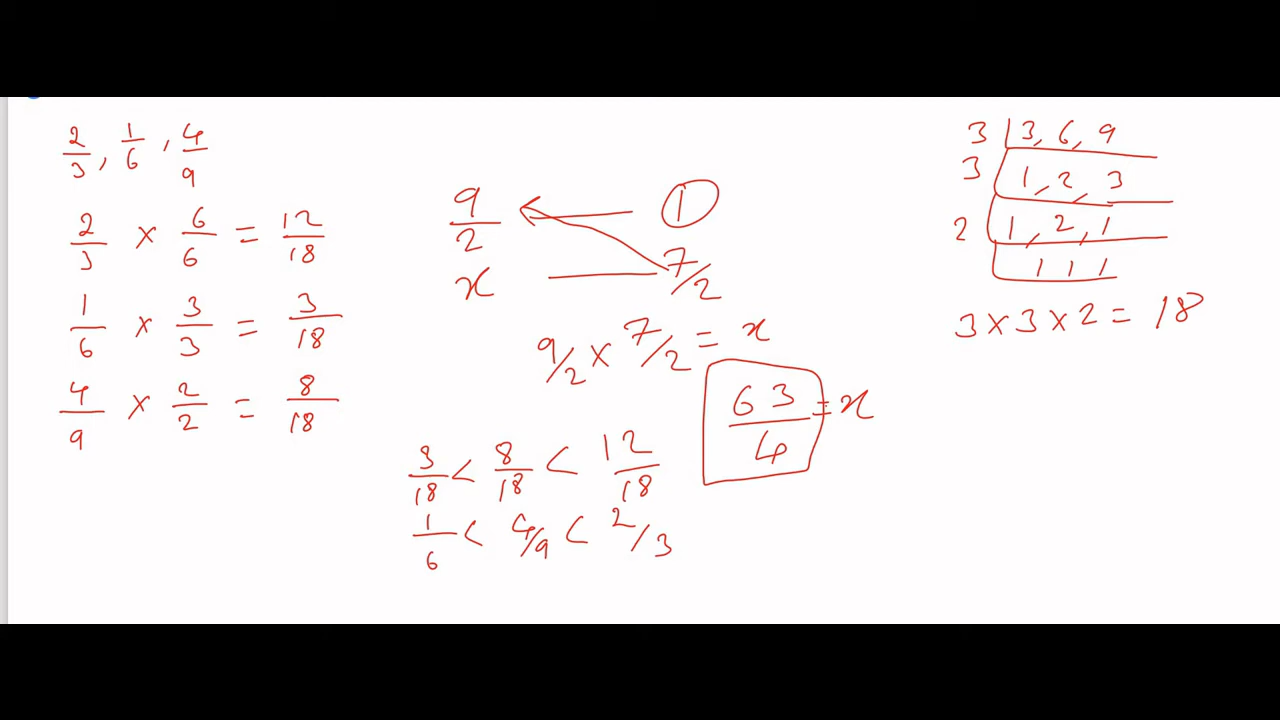 2/3, 1/6, 4/9
2/3 × 6/6 = 12/18
1/6 × 3/3 = 3/18
4/9 × 2/2 = 8/18
9/2 1
x 7/2
9/2 × 7/2 = x
63/4 = x
3/18 < 8/18 < 12/18
1/6 < 4/9 < 2/3
3 | 3, 6, 9
3 1, 2, 3
2 1, 2, 1
1 1 1
3 × 3 × 2 = 18